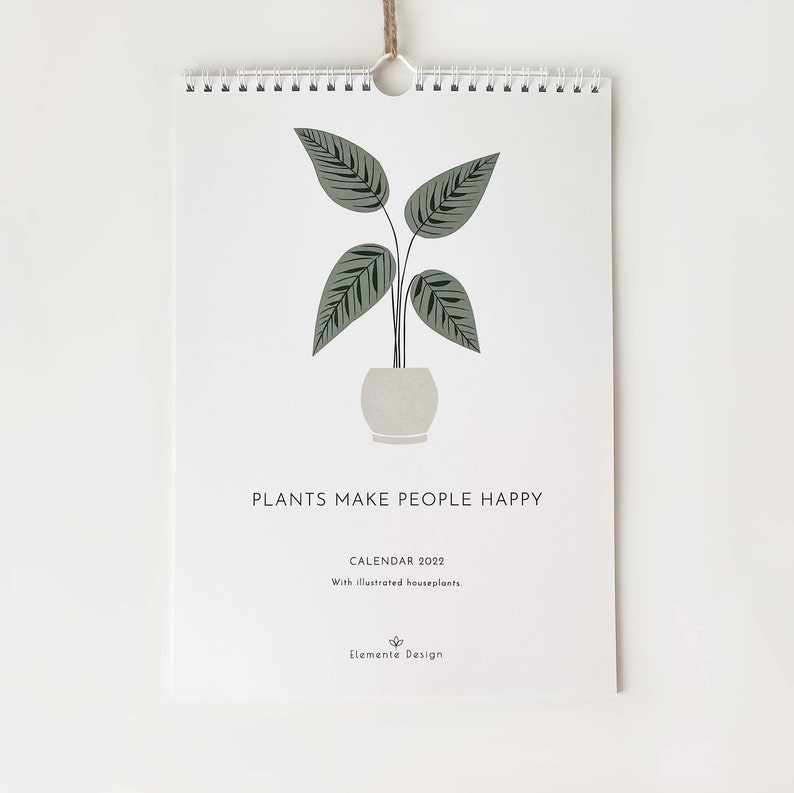 PLANTS MAKE PEOPLE HAPPY
CALENDAR 2022
With illustrated houseplants.
Elemente Design